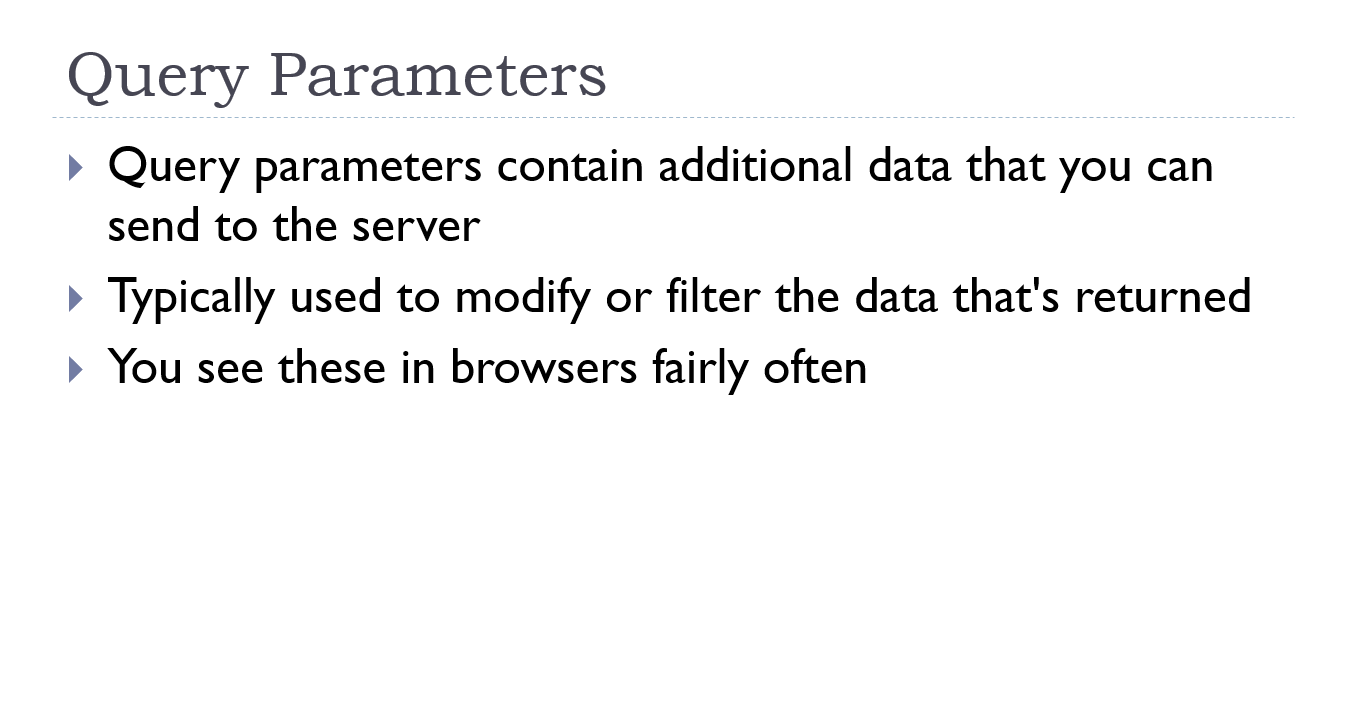 Query Parameters
Query parameters contain additional data that you can
send to the server
Typically used to modify or filter the data that's returned
You see these in browsers fairly often